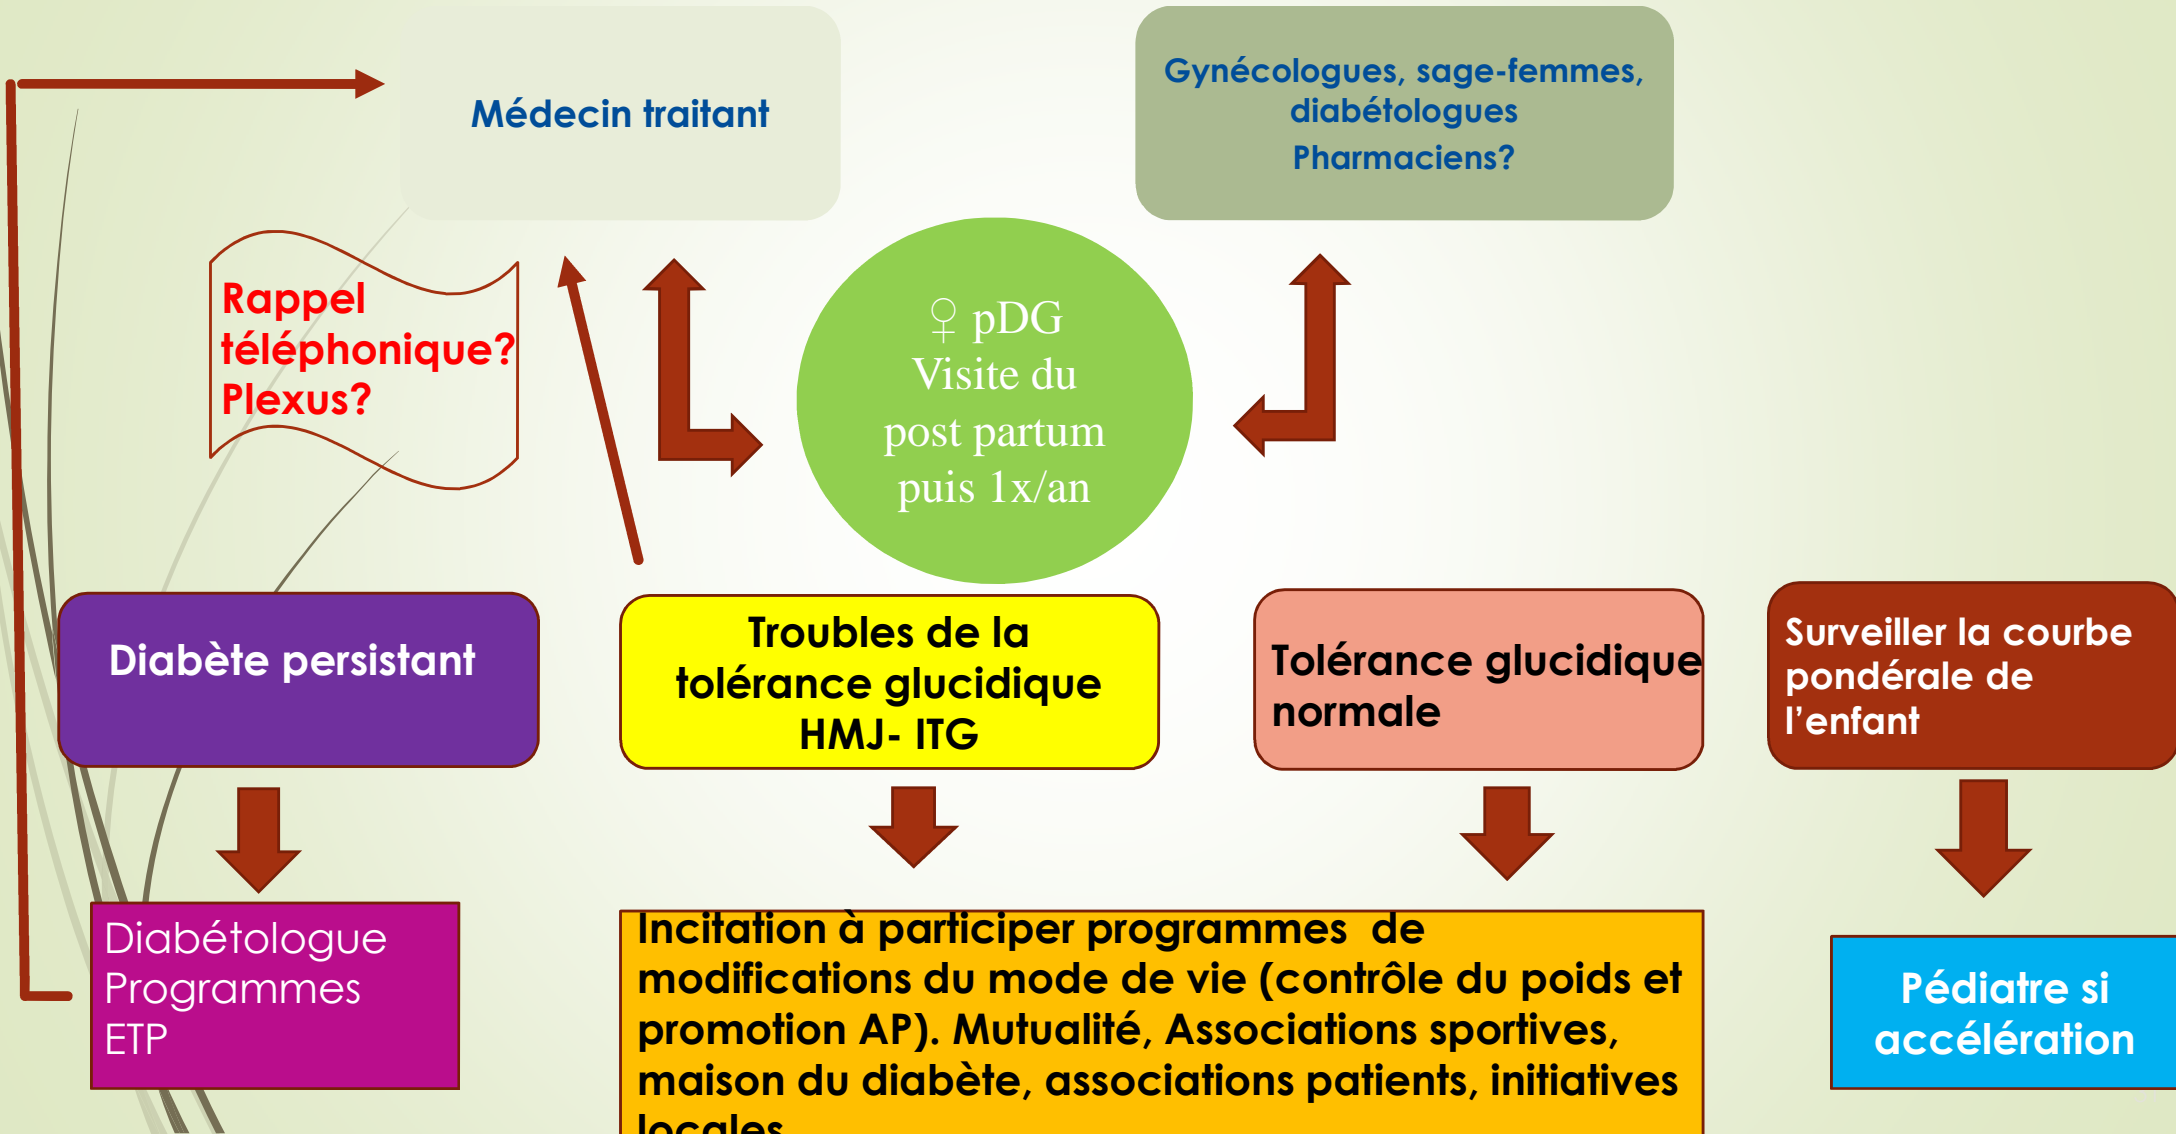 Médecin traitant
Gynécologues, sage-femmes,
diabétologues
Pharmaciens?
Rappel
téléphonique?
Plexus?
♀ pDG
Visite du
post partum
puis 1x/an
Diabète persistant
Troubles de la
tolérance glucidique
HMJ- ITG
Tolérance glucidique
normale
Surveiller la courbe
pondérale de
l’enfant
Diabétologue
Programmes
ETP
Incitation à participer programmes de
modifications du mode de vie (contrôle du poids et
promotion AP). Mutualité, Associations sportives,
maison du diabète, associations patients, initiatives
locales
Pédiatre si
accélération